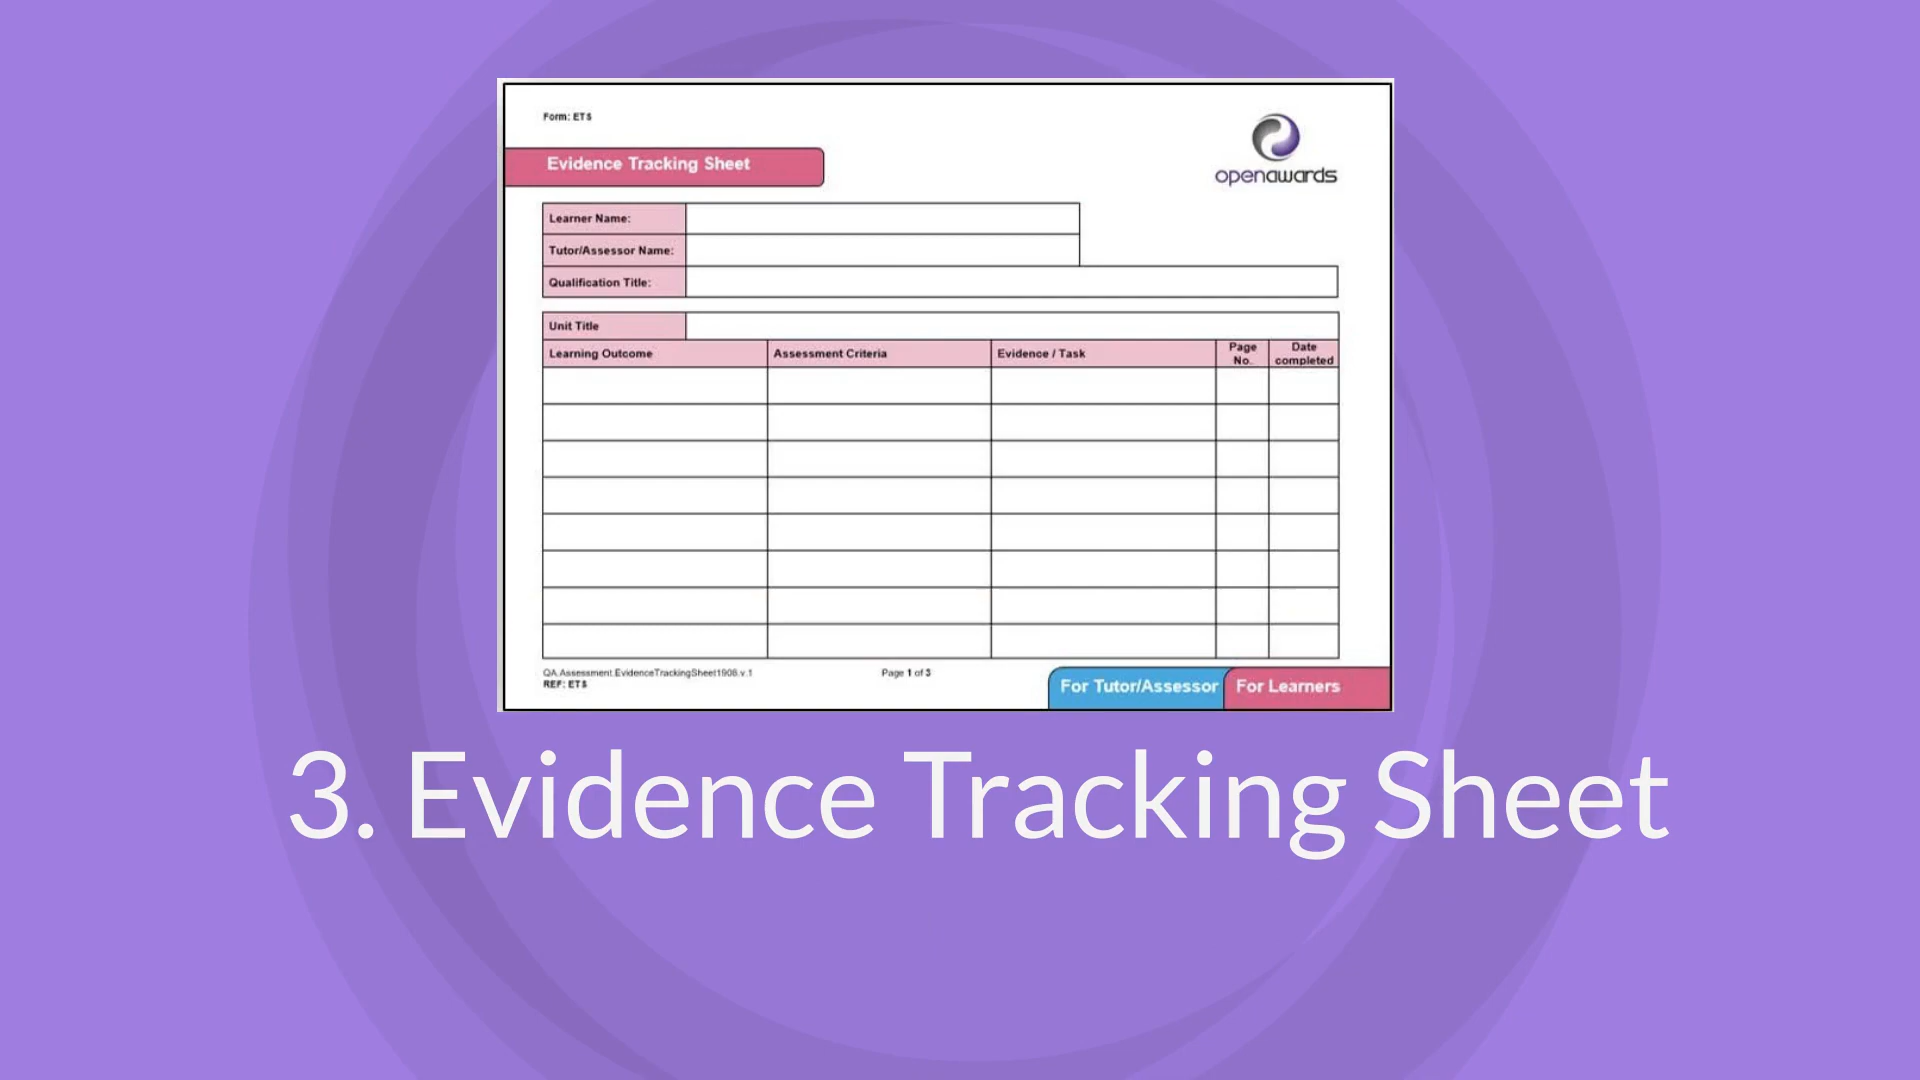 Form: ETS
Evidence Tracking Sheet
openawards
Learner Name:
Tutor/Assessor Name:
Qualification Title:
Unit Title
Learning Outcome
Assessment Criteria
Evidence / Task
Page No.
Date completed
QA.Assessment.EvidenceTrackingSheet1908.v.1
REF: ETS
Page 1 of 3
For Tutor/Assessor
For Learners
3. Evidence Tracking Sheet